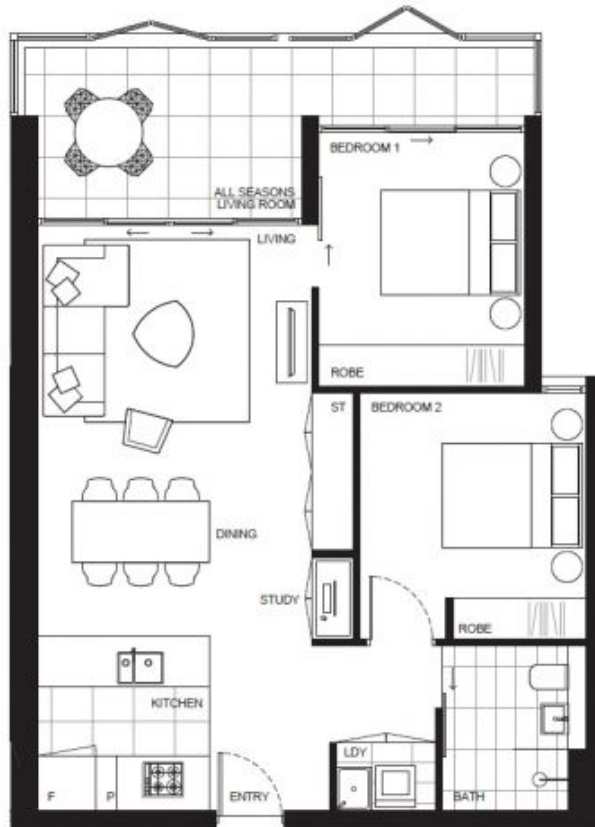 BEDROOM 1
ALL SEASONS
LIVING ROOM
LIVING
ROBE
ST
BEDROOM 2
DINING
STUDY
ROBE
KITCHEN
LDY
F
P
ENTRY
BATH